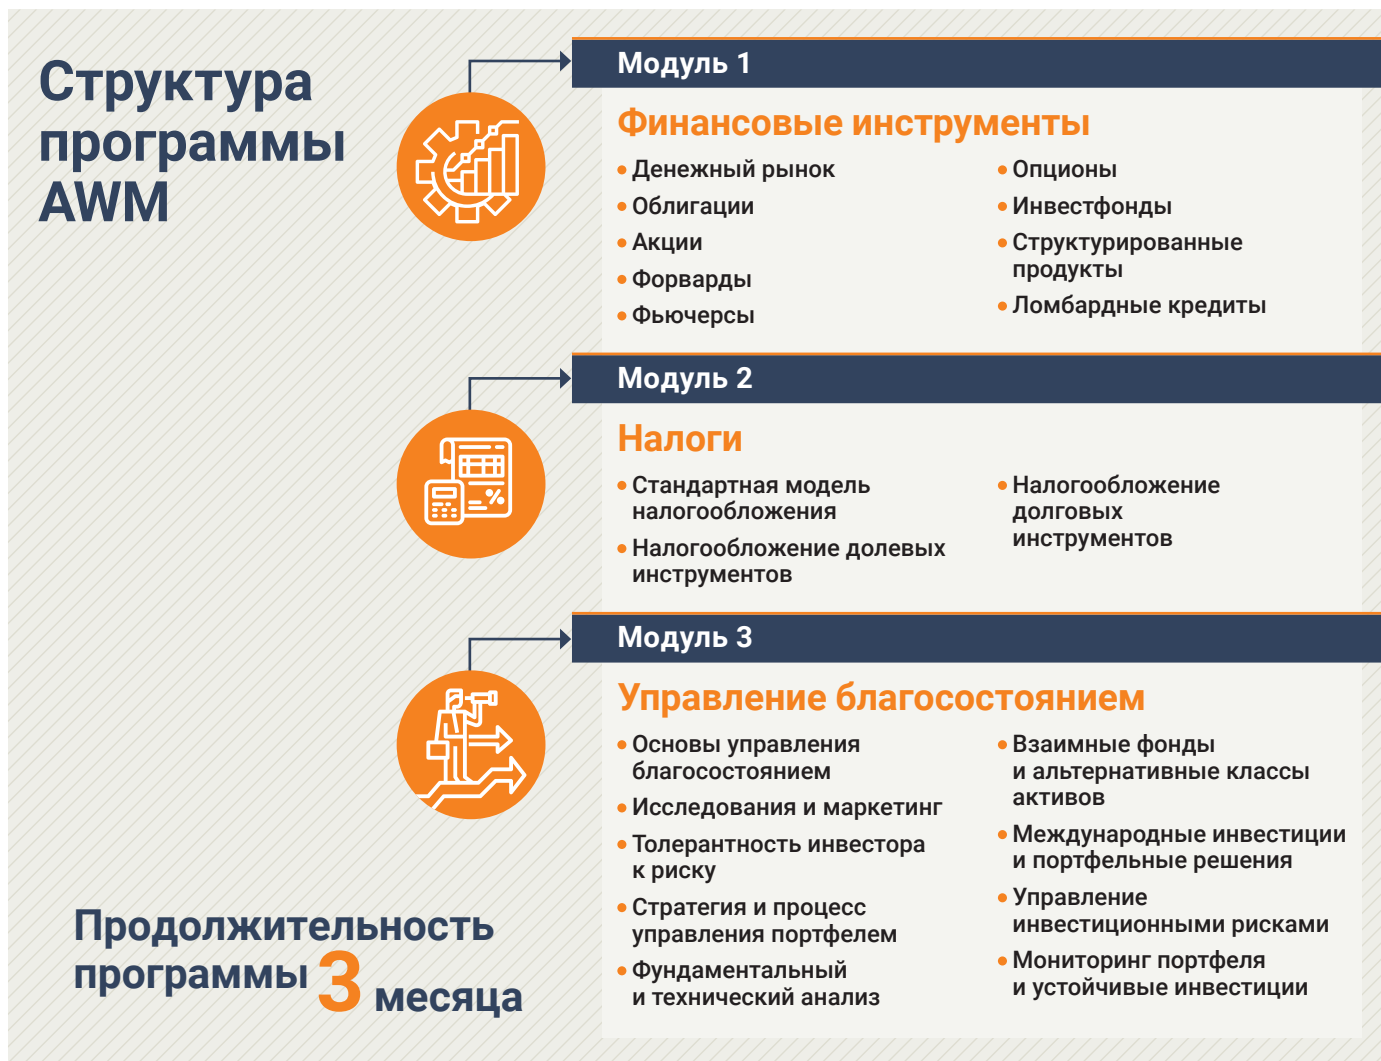 Структура
программы
AWM
Модуль 1
Финансовые инструменты
• Денежный рынок
• Облигации
• Акции
• Форварды
• Фьючерсы
• Опционы
• Инвестфонды
• Структурированные
продукты
• Ломбардные кредиты
Модуль 2
Налоги
• Стандартная модель
налогообложения
• Налогообложение долевых
инструментов
• Налогообложение
долговых
инструментов
%
Модуль 3
Управление благосостоянием
• Основы управления
благосостоянием
• Исследования и маркетинг
• Толерантность инвестора
к риску
• Стратегия и процесс
управления портфелем
• Фундаментальный
и технический анализ
• Взаимные фонды
и альтернативные классы
активов
• Международные инвестиции
и портфельные решения
• Управление
инвестиционными рисками
• Мониторинг портфеля
и устойчивые инвестиции
Продолжительность
программы 3 месяца